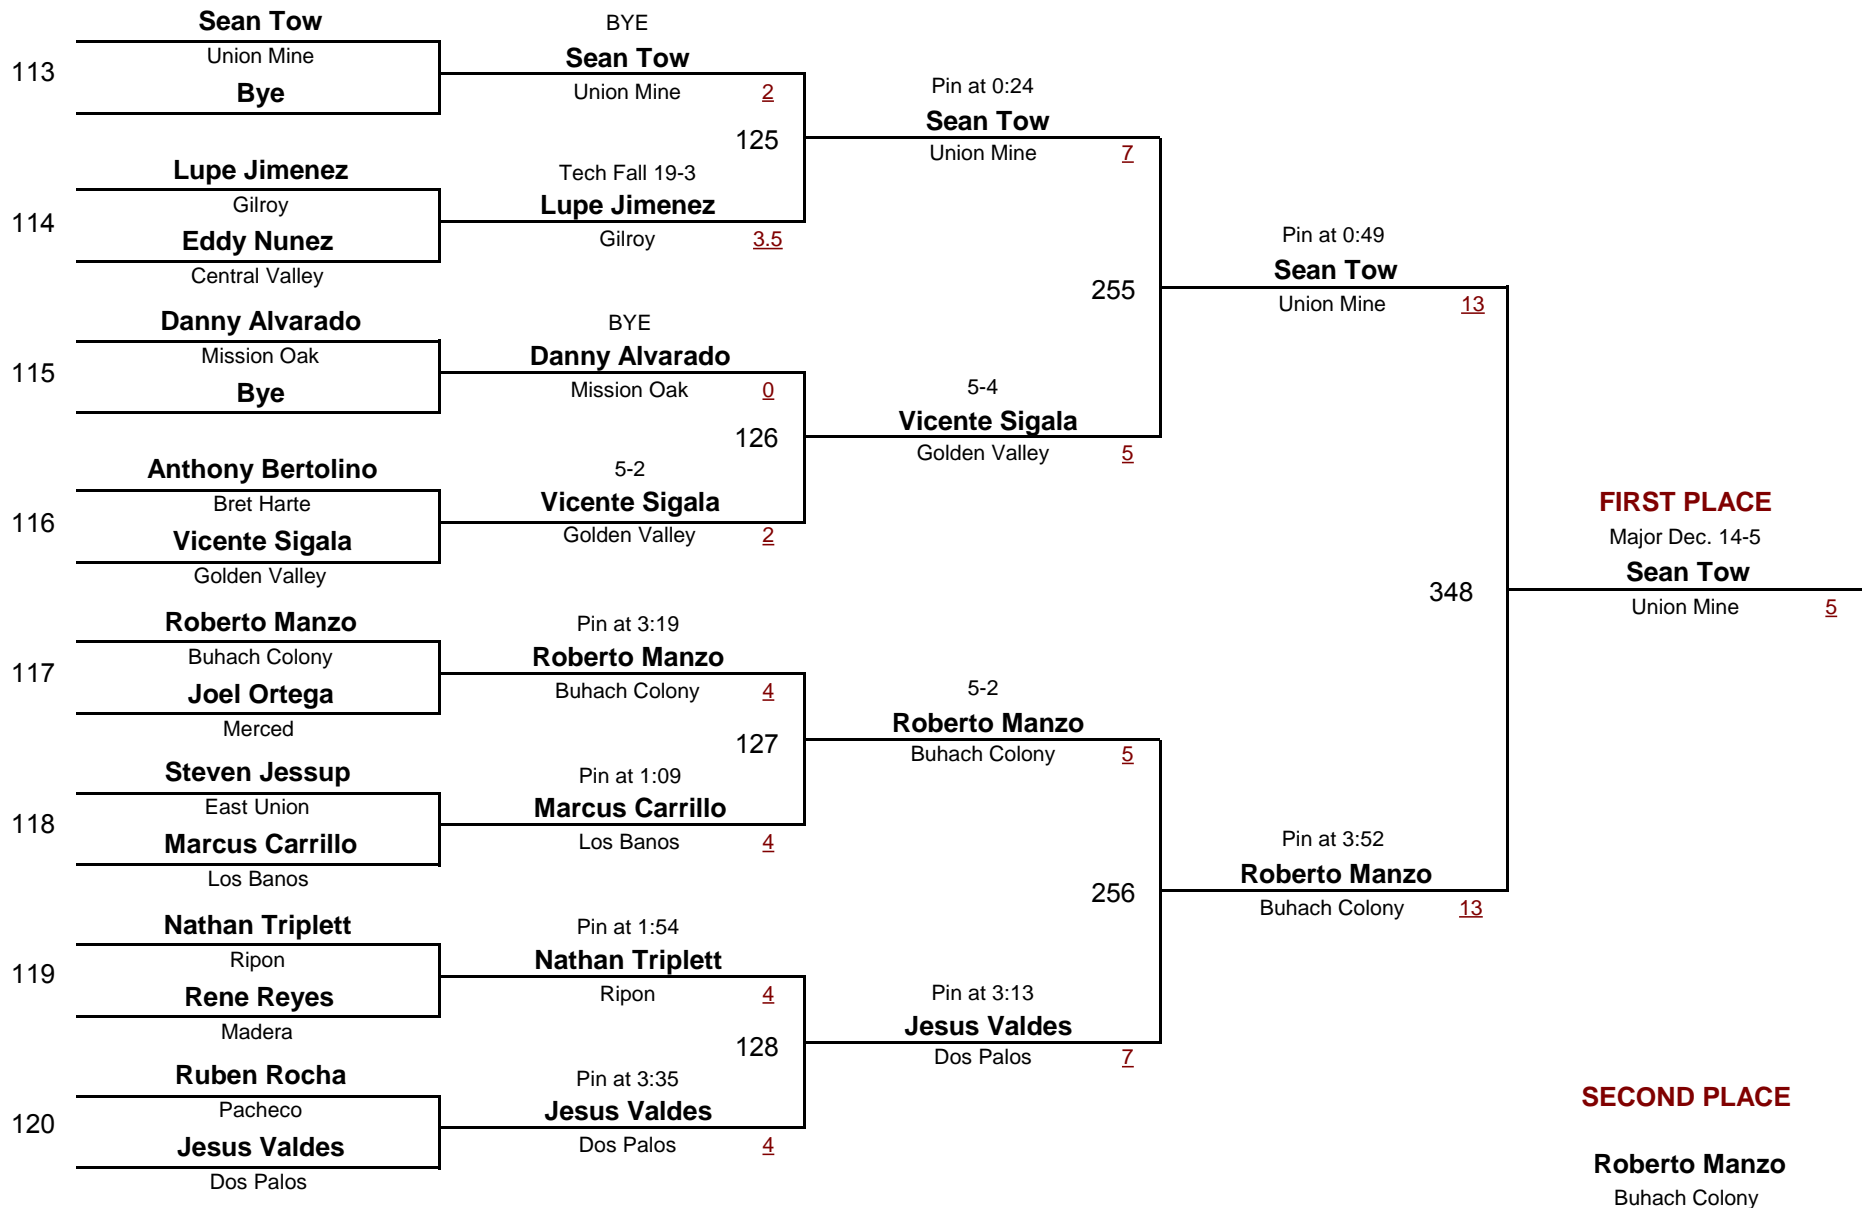 Sean Tow
113
Union Mine
Bye
Lupe Jimenez
114
Gilroy
Eddy Nunez
Central Valley
Danny Alvarado
115
Mission Oak
Bye
Anthony Bertolino
116
Bret Harte
Vicente Sigala
Golden Valley
Roberto Manzo
117
Buhach Colony
Joel Ortega
Merced
Steven Jessup
118
East Union
Marcus Carrillo
Los Banos
Nathan Triplett
119
Ripon
Rene Reyes
Madera
Ruben Rocha
120
Pacheco
Jesus Valdes
Dos Palos
BYE
Sean Tow
Union Mine 2
125
Tech Fall 19-3
Lupe Jimenez
Gilroy 3.5
BYE
Danny Alvarado
Mission Oak 0
126
5-2
Vicente Sigala
Golden Valley 2
Pin at 3:19
Roberto Manzo
Buhach Colony 4
127
Pin at 1:09
Marcus Carrillo
Los Banos 4
Pin at 1:54
Nathan Triplett
Ripon 4
128
Pin at 3:35
Jesus Valdes
Dos Palos 4
Pin at 0:24
Sean Tow
Union Mine 7
255
5-4
Vicente Sigala
Golden Valley 5
5-2
Roberto Manzo
Buhach Colony 5
256
Pin at 3:13
Jesus Valdes
Dos Palos 7
Pin at 0:49
Sean Tow
Union Mine 13
348
Pin at 3:52
Roberto Manzo
Buhach Colony 13
FIRST PLACE
Major Dec. 14-5
Sean Tow
Union Mine 5
SECOND PLACE
Roberto Manzo
Buhach Colony